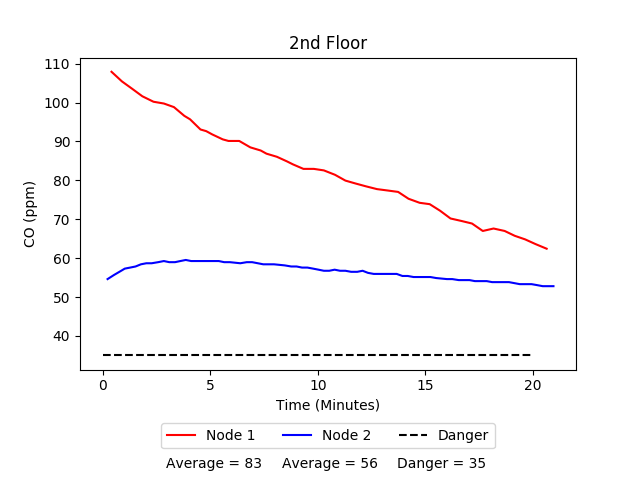 2nd Floor
110
100
90
80
70
60
50
40
CO (ppm)
0 5 10 15 20
Time (Minutes)
Node 1 Node 2 Danger
Average = 83 Average = 56 Danger = 35